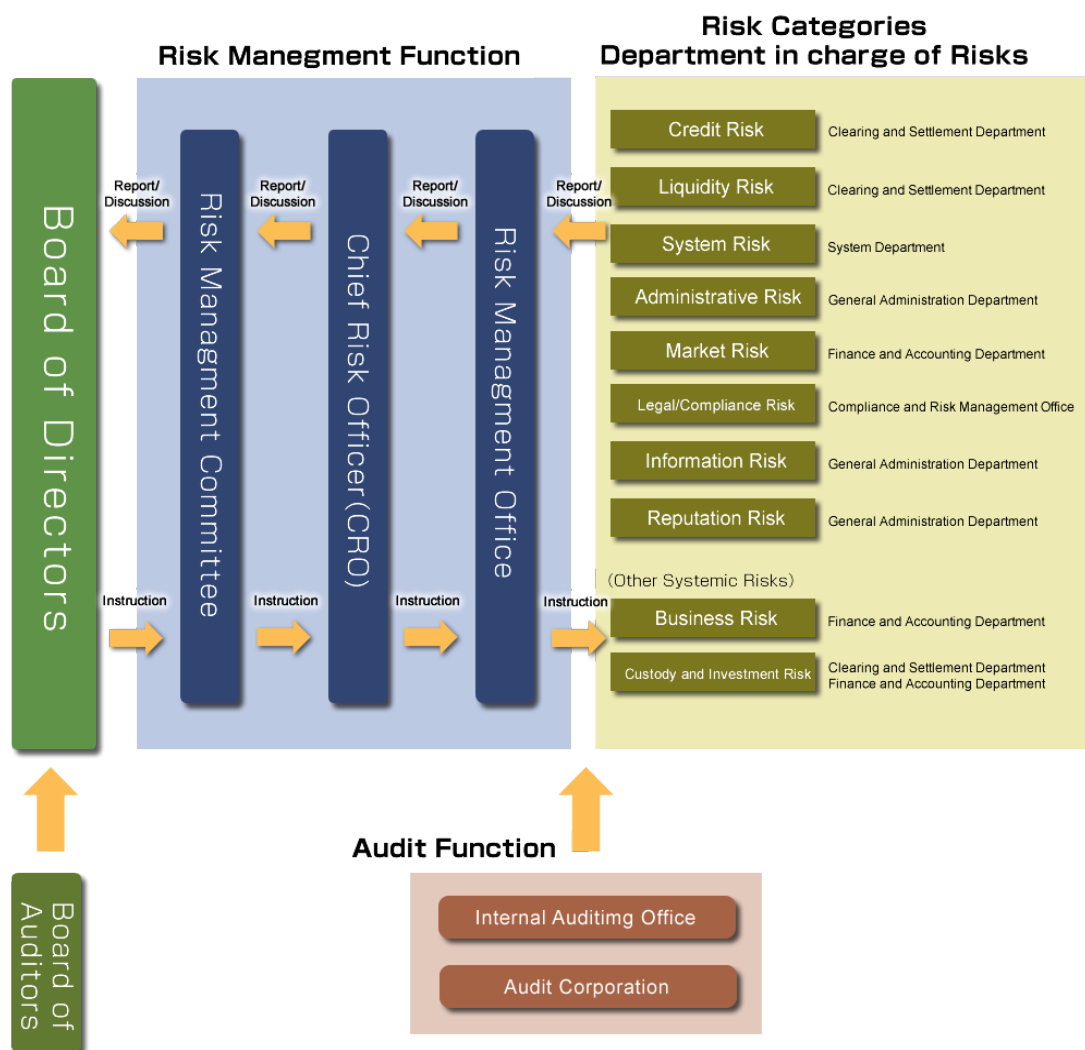 Risk Manegment Function
Risk Categories
Department in charge of Risks
Board of Directors
Report/
Discussion
Risk Managment Committee
Report/
Discussion
Chief Risk Officer(CRO)
Report/
Discussion
Risk Managment Office
Report/
Discussion
Instruction
Instruction
Instruction
Instruction
Credit Risk
Clearing and Settlement Department
Liquidity Risk
Clearing and Settlement Department
System Risk
System Department
Administrative Risk
General Administration Department
Market Risk
Finance and Accounting Department
Legal/Compliance Risk
Compliance and Risk Management Office
Information Risk
General Administration Department
Reputation Risk
General Administration Department
(Other Systemic Risks)
Business Risk
Finance and Accounting Department
Custody and Investment Risk
Clearing and Settlement Department
Finance and Accounting Department
Board of
Auditors
Audit Function
Internal Auditimg Office
Audit Corporation